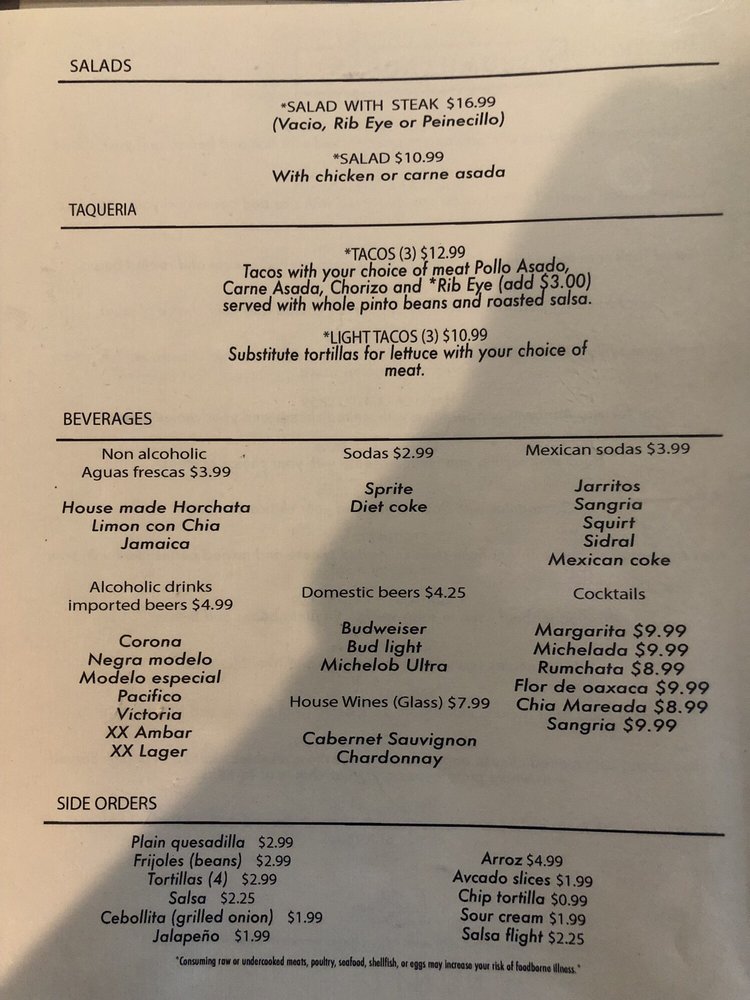 SALADS
*SALAD WITH STEAK $16.99
(Vacio, Rib Eye or Peinecillo)
*SALAD $10.99
With chicken or carne asada
TAQUERIA
*TACOS (3) $12.99
Tacos with your choice of meat Pollo Asado,
Carne Asada, Chorizo and *Rib Eye (add $3.00)
served with whole pinto beans and roasted salsa.
*LIGHT TACOS (3) $10.99
Substitute tortillas for lettuce with your choice of
meat.
BEVERAGES
Non alcoholic
Aguas frescas $3.99
House made Horchata
Limon con Chia
Jamaica
Sodas $2.99
Sprite
Diet coke
Mexican sodas $3.99
Jarritos
Sangria
Squirt
Sidral
Mexican coke
Alcoholic drinks
imported beers $4.99
Corona
Negra modelo
Modelo especial
Pacifico
Victoria
XX Ambar
XX Lager
Domestic beers $4.25
Budweiser
Bud light
Michelob Ultra
House Wines (Glass) $7.99
Cabernet Sauvignon
Chardonnay
Cocktails
Margarita $9.99
Michelada $9.99
Rumchata $8.99
Flor de oaxaca $9.99
Chia Mareada $8.99
Sangria $9.99
SIDE ORDERS
Plain quesadilla $2.99
Frijoles (beans) $2.99
Tortillas (4) $2.99
Salsa $2.25
Cebollita (grilled onion) $1.99
Jalapeño $1.99
Arroz $4.99
Avcado slices $1.99
Chip tortilla $0.99
Sour cream $1.99
Salsa flight $2.25
*Consuming raw or undercooked meats, poultry, seafood, shellfish, or eggs may increase your risk of foodborne illness.*